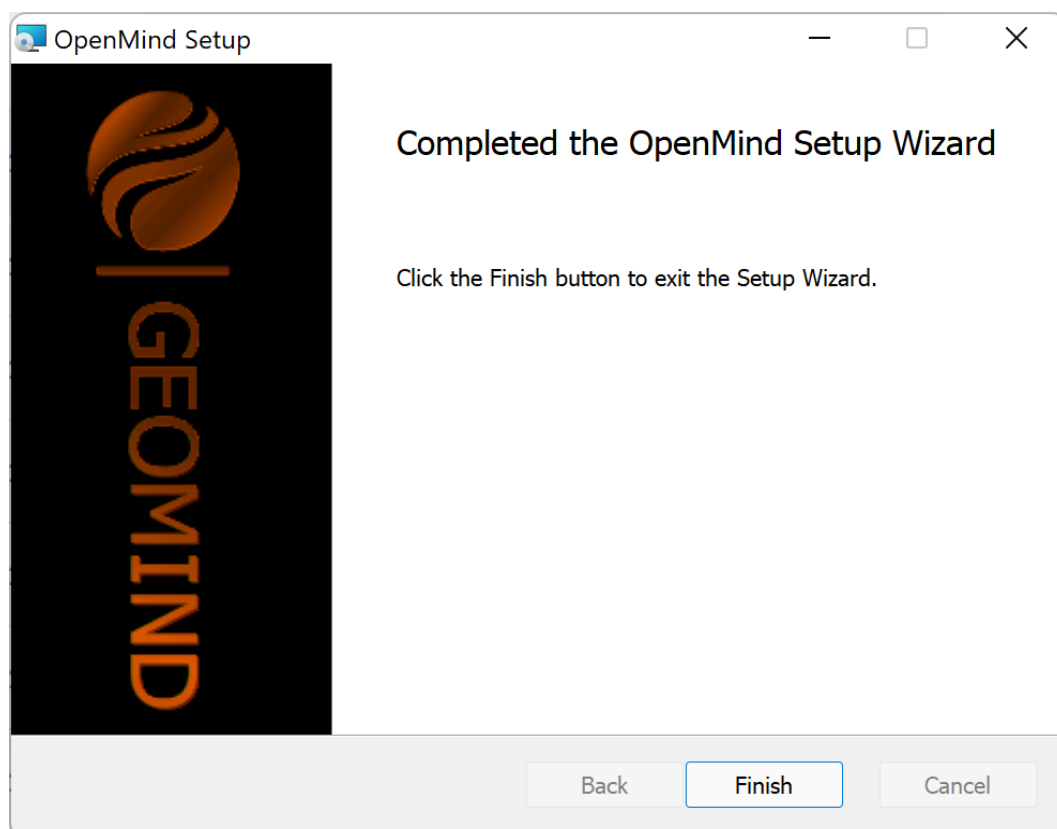 OpenMind Setup
GEOMIND
Completed the OpenMind Setup Wizard
Click the Finish button to exit the Setup Wizard.
Back
Finish
Cancel